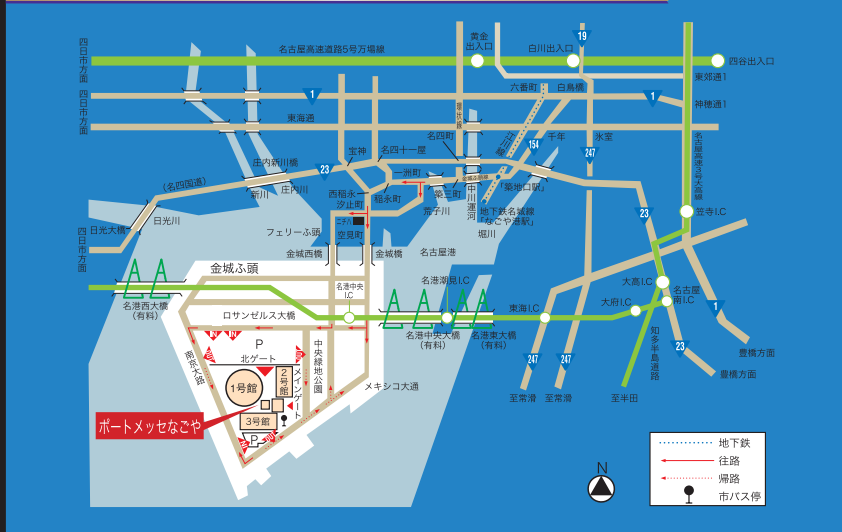 四日市方面
名古屋高速道路5号万場線
黄金
出入口
白川出入口
19
四谷出入口
東郊通1
四日市方面
1
六番町
白鳥橋
1
神穂通1
東海通
環状線
名四町
江川線
千年
154
氷室
247
名古屋高速3号大高線
宝神
名四十一屋
庄内新川橋
23
一洲町
金城ふ頭線
(名四国道)
新川
庄内川
西稲永
稲永町
築三町
「築地口駅」
汐止町
荒子川
中川運河
地下鉄名城線
「なごや港駅」
堀川
23
笠寺I.C
日光大橋
日光川
フェリーふ頭
空見町
四日市方面
金城西橋
金城橋
名古屋港
金城ふ頭
名港中央
I.C
名港潮見I.C
大高I.C
名古屋
南I.C
名港西大橋
(有料)
ロサンゼルス大橋
東海I.C
大府I.C
1
名港中央大橋
(有料)
名港東大橋
(有料)
知多半島道路
23
豊橋方面
豊橋方面
南京大路
P
北ゲート
中央緑地公園
247
247
1号館
2号館
メインゲート
メキシコ大通
至常滑
至常滑
至半田
ポートメッセなごや
3号館
P
N
地下鉄
往路
帰路
市バス停